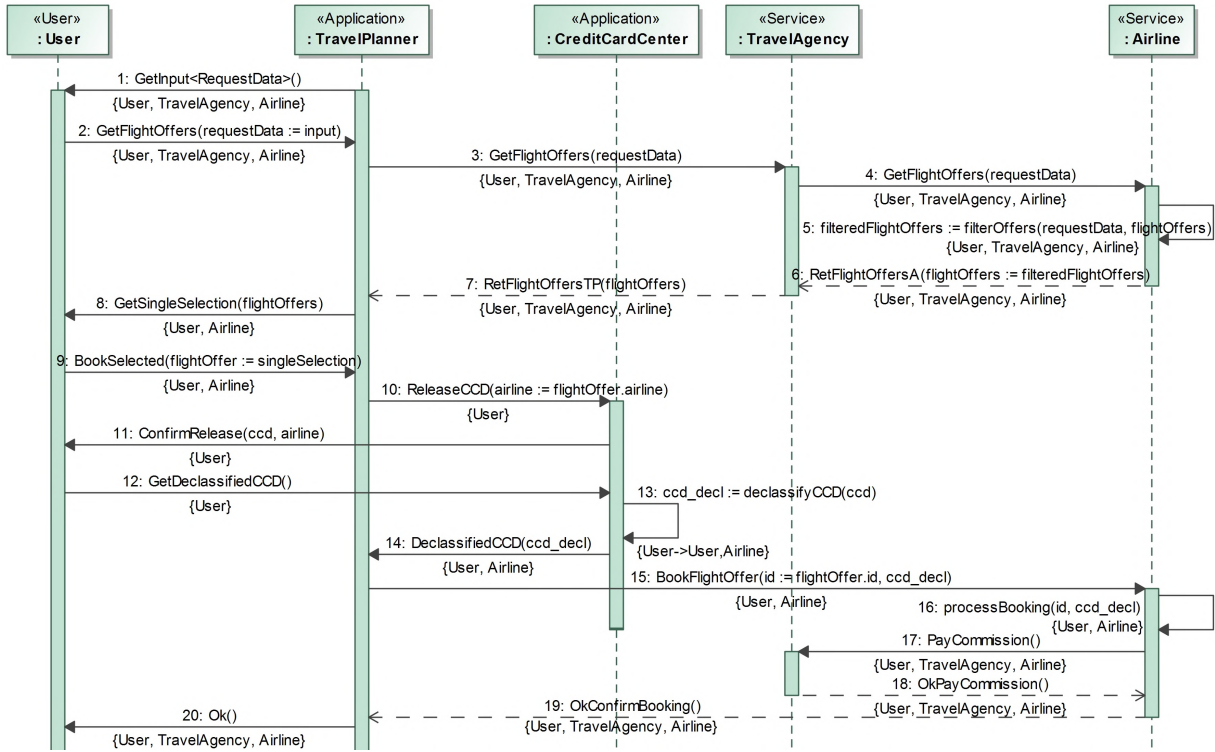 «User»
: User
«Application»
: TravelPlanner
«Application»
: CreditCardCenter
«Service»
: TravelAgency
«Service»
: Airline
1: GetInput<RequestData>()
{User, TravelAgency, Airline}
2: GetFlightOffers(requestData := input)
{User, TravelAgency, Airline}
3: GetFlightOffers(requestData)
{User, TravelAgency, Airline}
4: GetFlightOffers(requestData)
{User, TravelAgency, Airline}
5: filteredFlightOffers := filterOffers(requestData, flightOffers)
{User, TravelAgency, Airline}
6: RetFlightOffersA(flightOffers := filteredFlightOffers)
{User, TravelAgency, Airline}
7: RetFlightOffersTP(flightOffers)
{User, TravelAgency, Airline}
8: GetSingleSelection(flightOffers)
{User, Airline}
9: BookSelected(flightOffer := singleSelection)
{User, Airline}
10: ReleaseCCD(airline := flightOffer.airline)
{User}
11: ConfirmRelease(ccd, airline)
{User}
12: GetDeclassifiedCCD()
{User}
13: ccd_decl := declassifyCCD(ccd)
{User->User,Airline}
14: DeclassifiedCCD(ccd_decl)
{User, Airline}
15: BookFlightOffer(id := flightOffer.id, ccd_decl)
{User, Airline}
16: processBooking(id, ccd_decl)
{User, Airline}
17: PayCommission()
{User, TravelAgency, Airline}
18: OkPayCommission()
{User, TravelAgency, Airline}
19: OkConfirmBooking()
{User, TravelAgency, Airline}
20: Ok()
{User, TravelAgency, Airline}